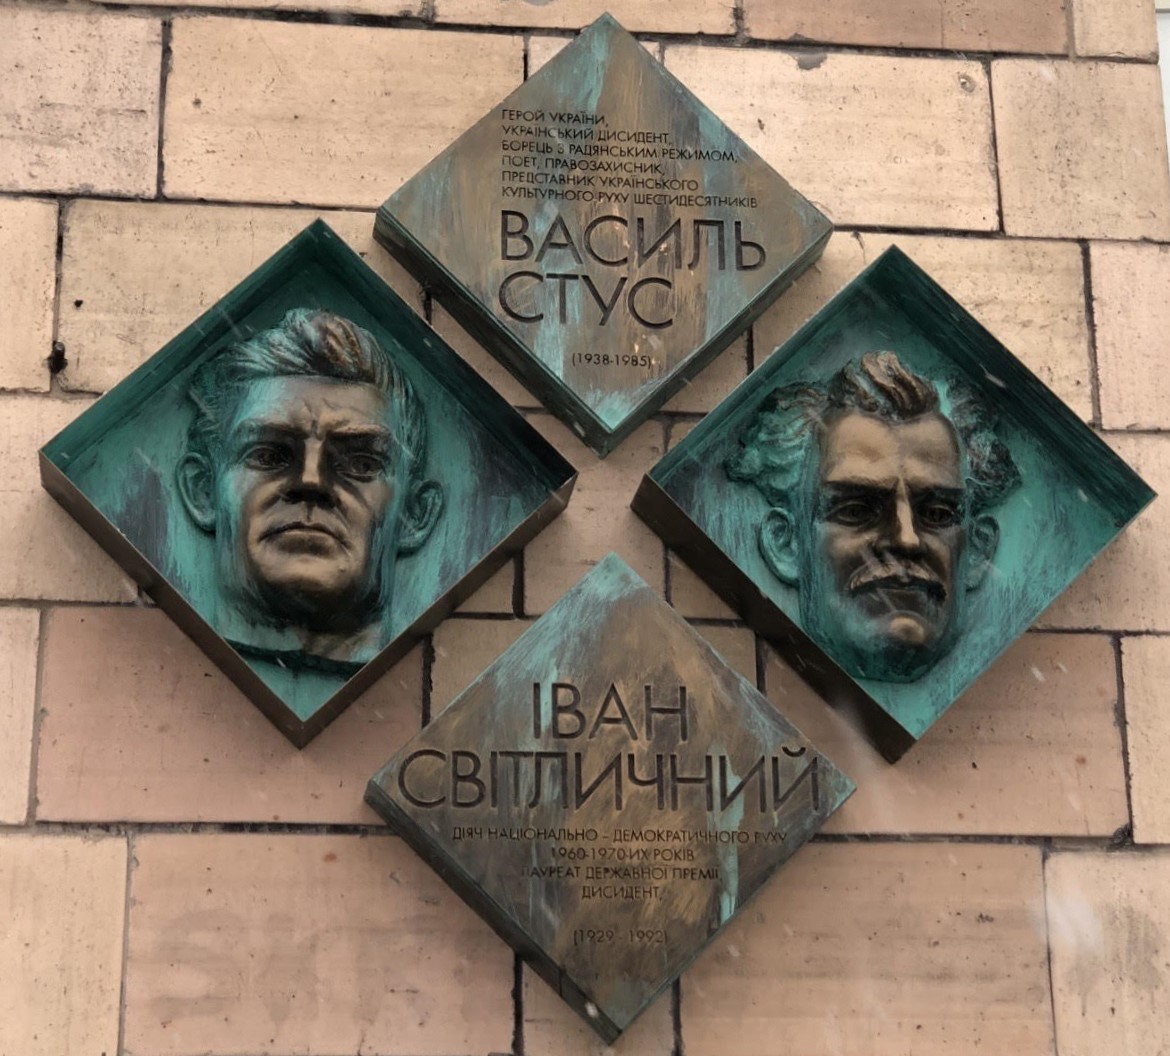 ГЕРОЙ УКРАЇНИ,
УКРАЇНСЬКИЙ ДИСИДЕНТ,
БОРЕЦЬ З РАДЯНСЬКИМ РЕЖИМОМ,
ПОЕТ, ПРАВОЗАХИСНИК,
ПРЕДСТАВНИК УКРАЇНСЬКОГО
КУЛЬТУРНОГО РУХУ ШЕСТИДЕСЯТНИКІВ
ВАСИЛЬ
СТУС
(1938-1985)
ІВАН
СВІТЛИЧНИЙ
ДІЯЧ НАЦІОНАЛЬНО – ДЕМОКРАТИЧНОГО РУХУ
1960-1970-ИХ РОКІВ
ЛАУРЕАТ ДЕРЖАВНОЇ ПРЕМІЇ,
ДИСИДЕНТ,
(1929 - 1992)